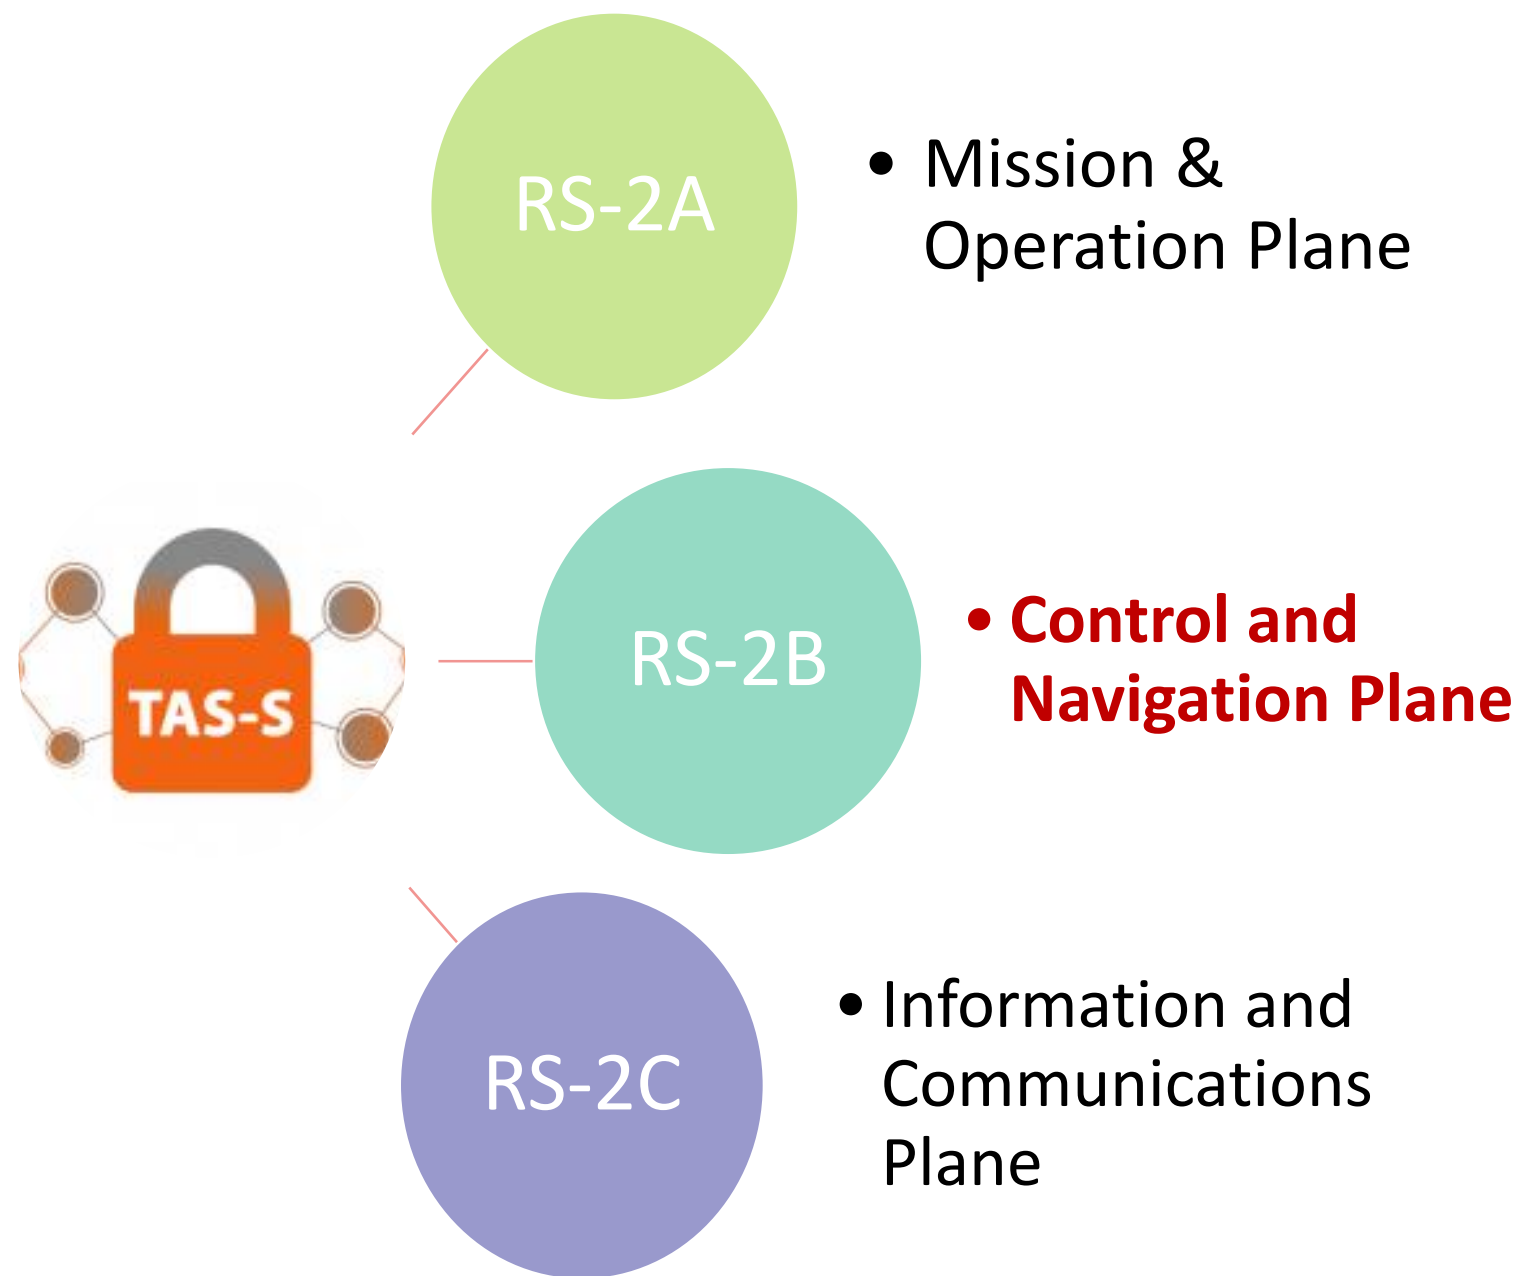 RS-2A
• Mission &
Operation Plane
TAS-S
RS-2B
• Control and
Navigation Plane
RS-2C
• Information and
Communications
Plane